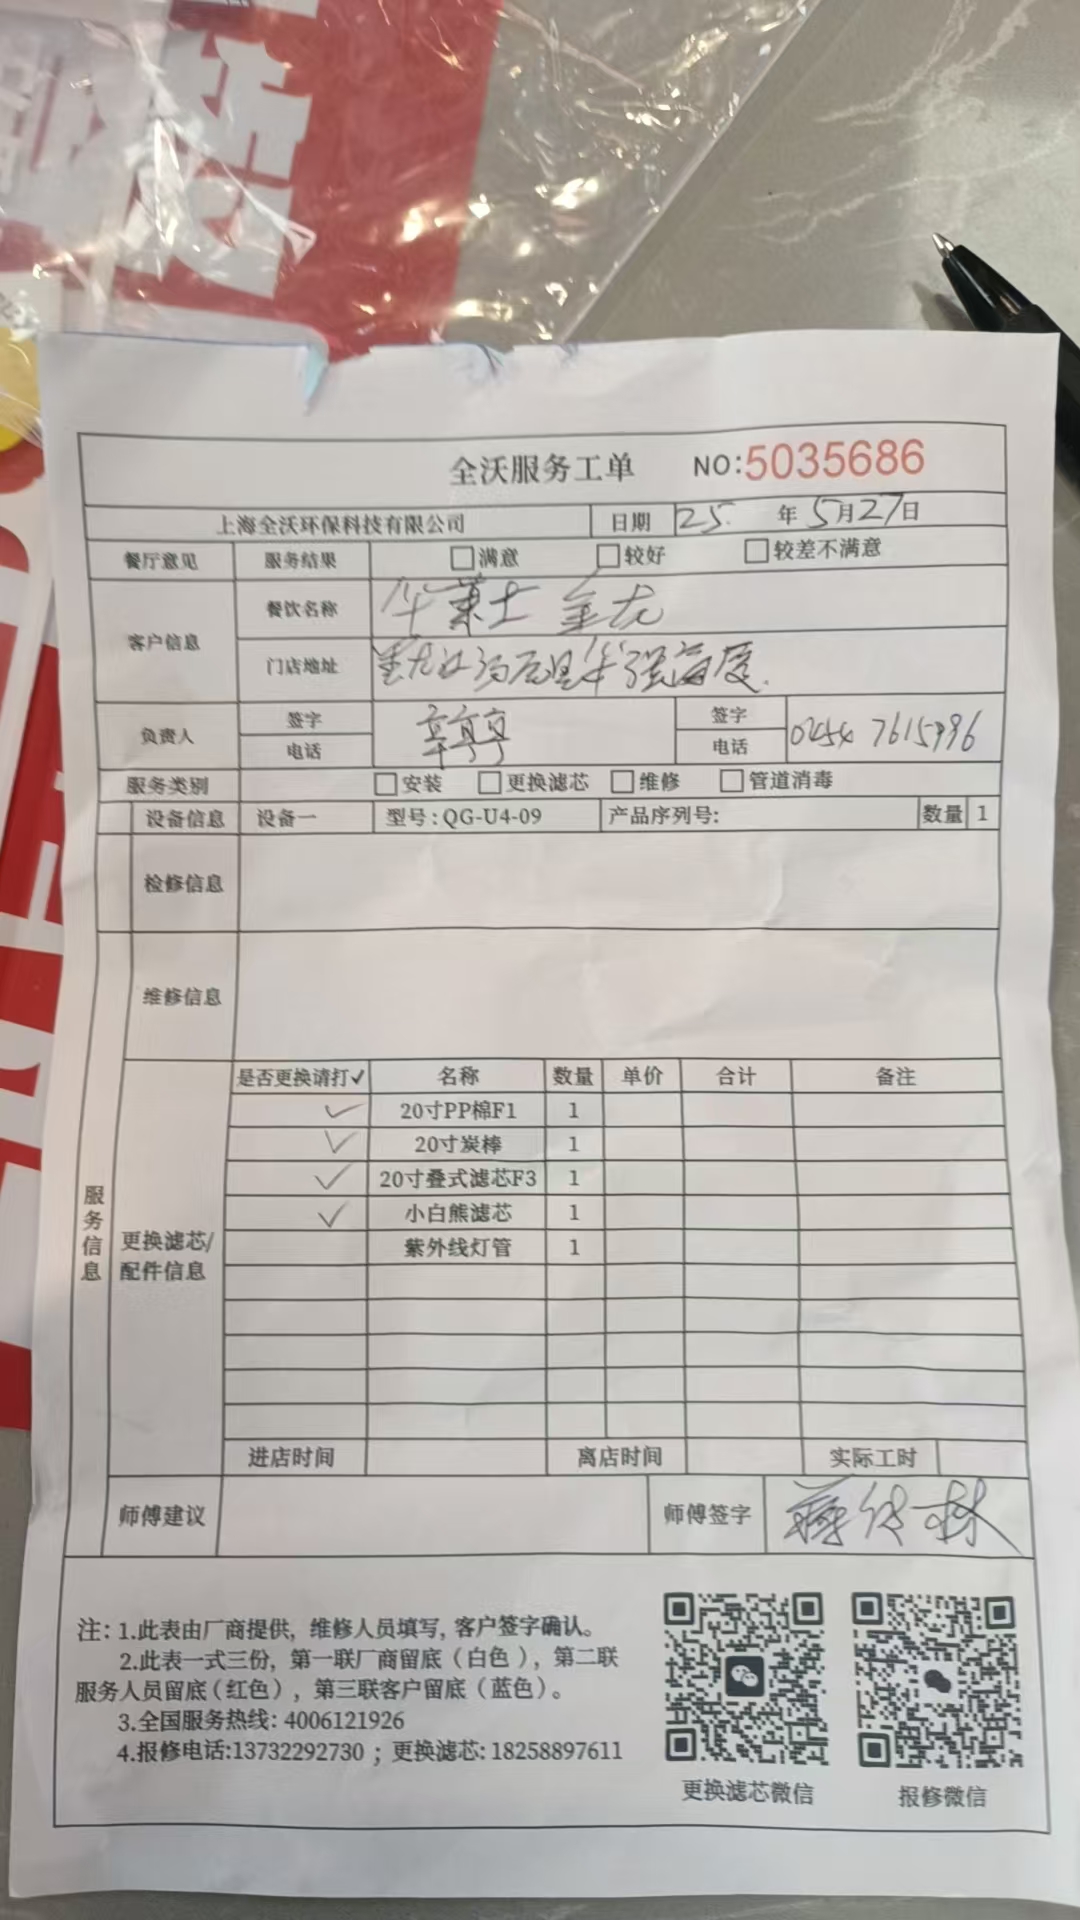 全沃服务工单 NO:5035686
上海全沃环保科技有限公司 日期 25. 年 5月27日
餐厅意见 服务结果 □满意 □较好 □较差不满意
客户信息 餐饮名称 华莱士 金龙
门店地址
负责人 签字 章亭亭 签字
电话 电话 7615996
服务类别 □安装 □更换滤芯 □维修 □管道消毒
设备信息 设备一 型号:QG-U4-09 产品序列号: 数量 1
检修信息
维修信息
服务信息
更换滤芯/配件信息
是否更换请打✓ 名称 数量 单价 合计 备注
✓ 20寸PP棉F1 1
✓ 20寸炭棒 1
✓ 20寸叠式滤芯F3 1
✓ 小白熊滤芯 1
紫外线灯管 1
进店时间 离店时间 实际工时
师傅建议 师傅签字
注: 1.此表由厂商提供, 维修人员填写, 客户签字确认。
2.此表一式三份, 第一联厂商留底(白色), 第二联
服务人员留底(红色), 第三联客户留底(蓝色)。
3.全国服务热线: 4006121926
4.报修电话:13732292730 ; 更换滤芯: 18258897611
更换滤芯微信 报修微信